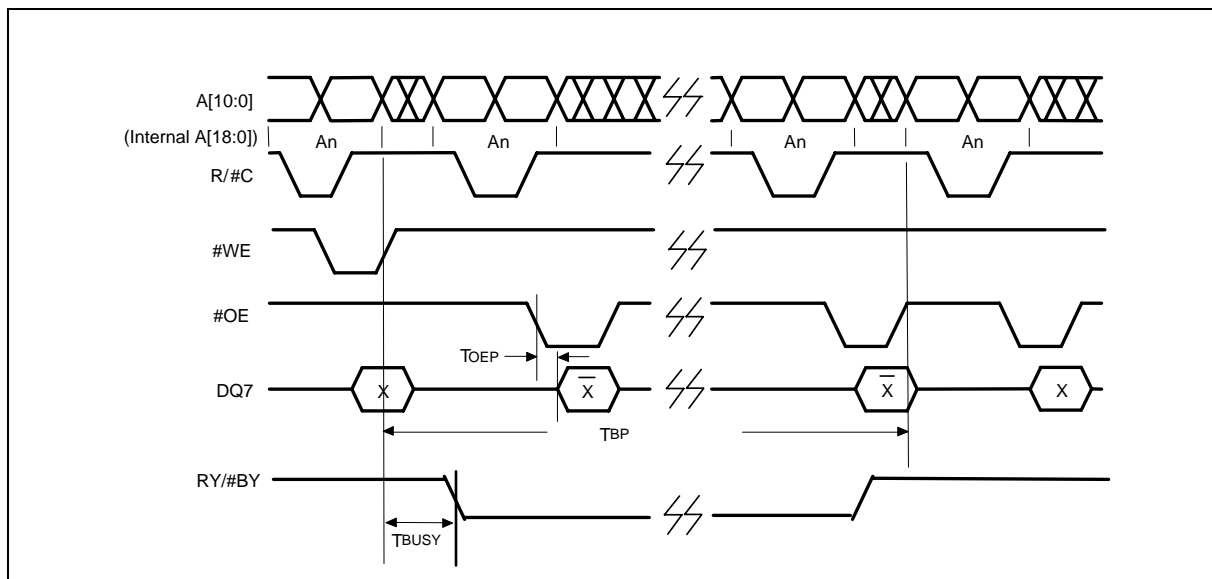 A[10:0]
(Internal A[18:0])
An An An An
R/#C
#WE
#OE
TOEP
DQ7
X X̅ X̅ X
TBP
RY/#BY
TBUSY